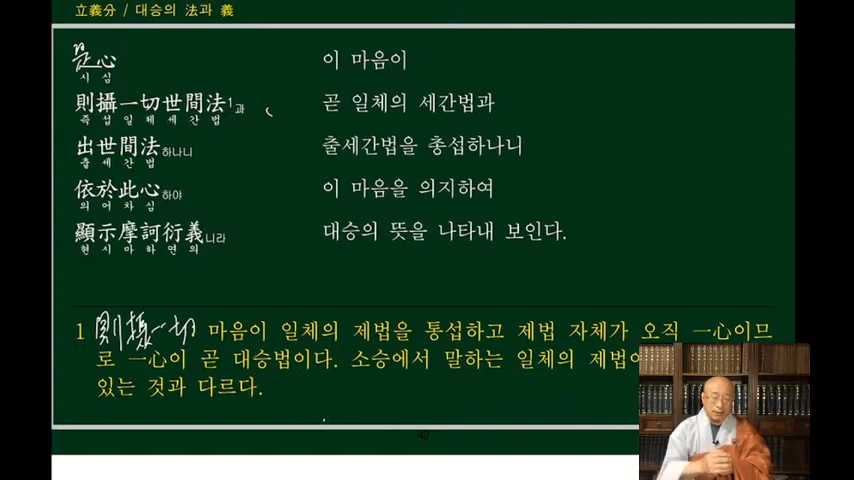 立義分 / 대승의 法과 義
是心
시 심
이 마음이
則攝一切世間法1과
즉 섭 일 체 세 간 법
곧 일체의 세간법과
出世間法하나니
출 세 간 법
출세간법을 총섭하나니
依於此心하야
의 어 차 심
이 마음을 의지하여
顯示摩訶衍義니라
현 시 마 하 연 의
대승의 뜻을 나타내 보인다.
1 則攝一切 마음이 일체의 제법을 통섭하고 제법 자체가 오직 一心이므
로 一心이 곧 대승법이다. 소승에서 말하는 일체의
있는 것과 다르다.
42